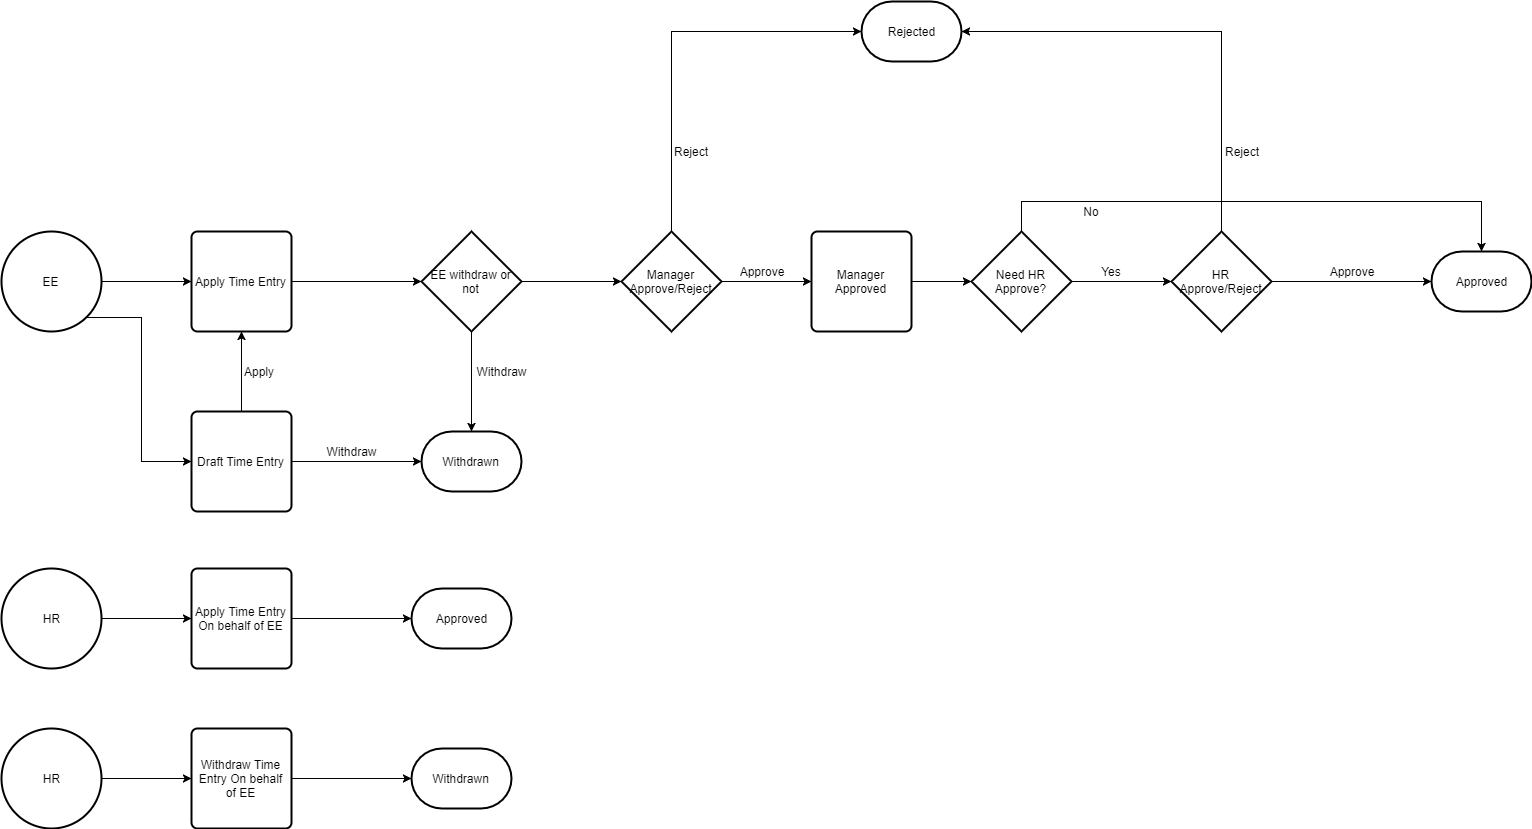 Rejected
Reject
Reject
No
EE
Apply Time Entry
EE withdraw or
not
Manager
Approve/Reject
Approve
Manager
Approved
Need HR
Approve?
Yes
HR
Approve/Reject
Approve
Approved
Apply
Withdraw
Draft Time Entry
Withdraw
Withdrawn
HR
Apply Time Entry
On behalf of EE
Approved
HR
Withdraw Time
Entry On behalf
of EE
Withdrawn